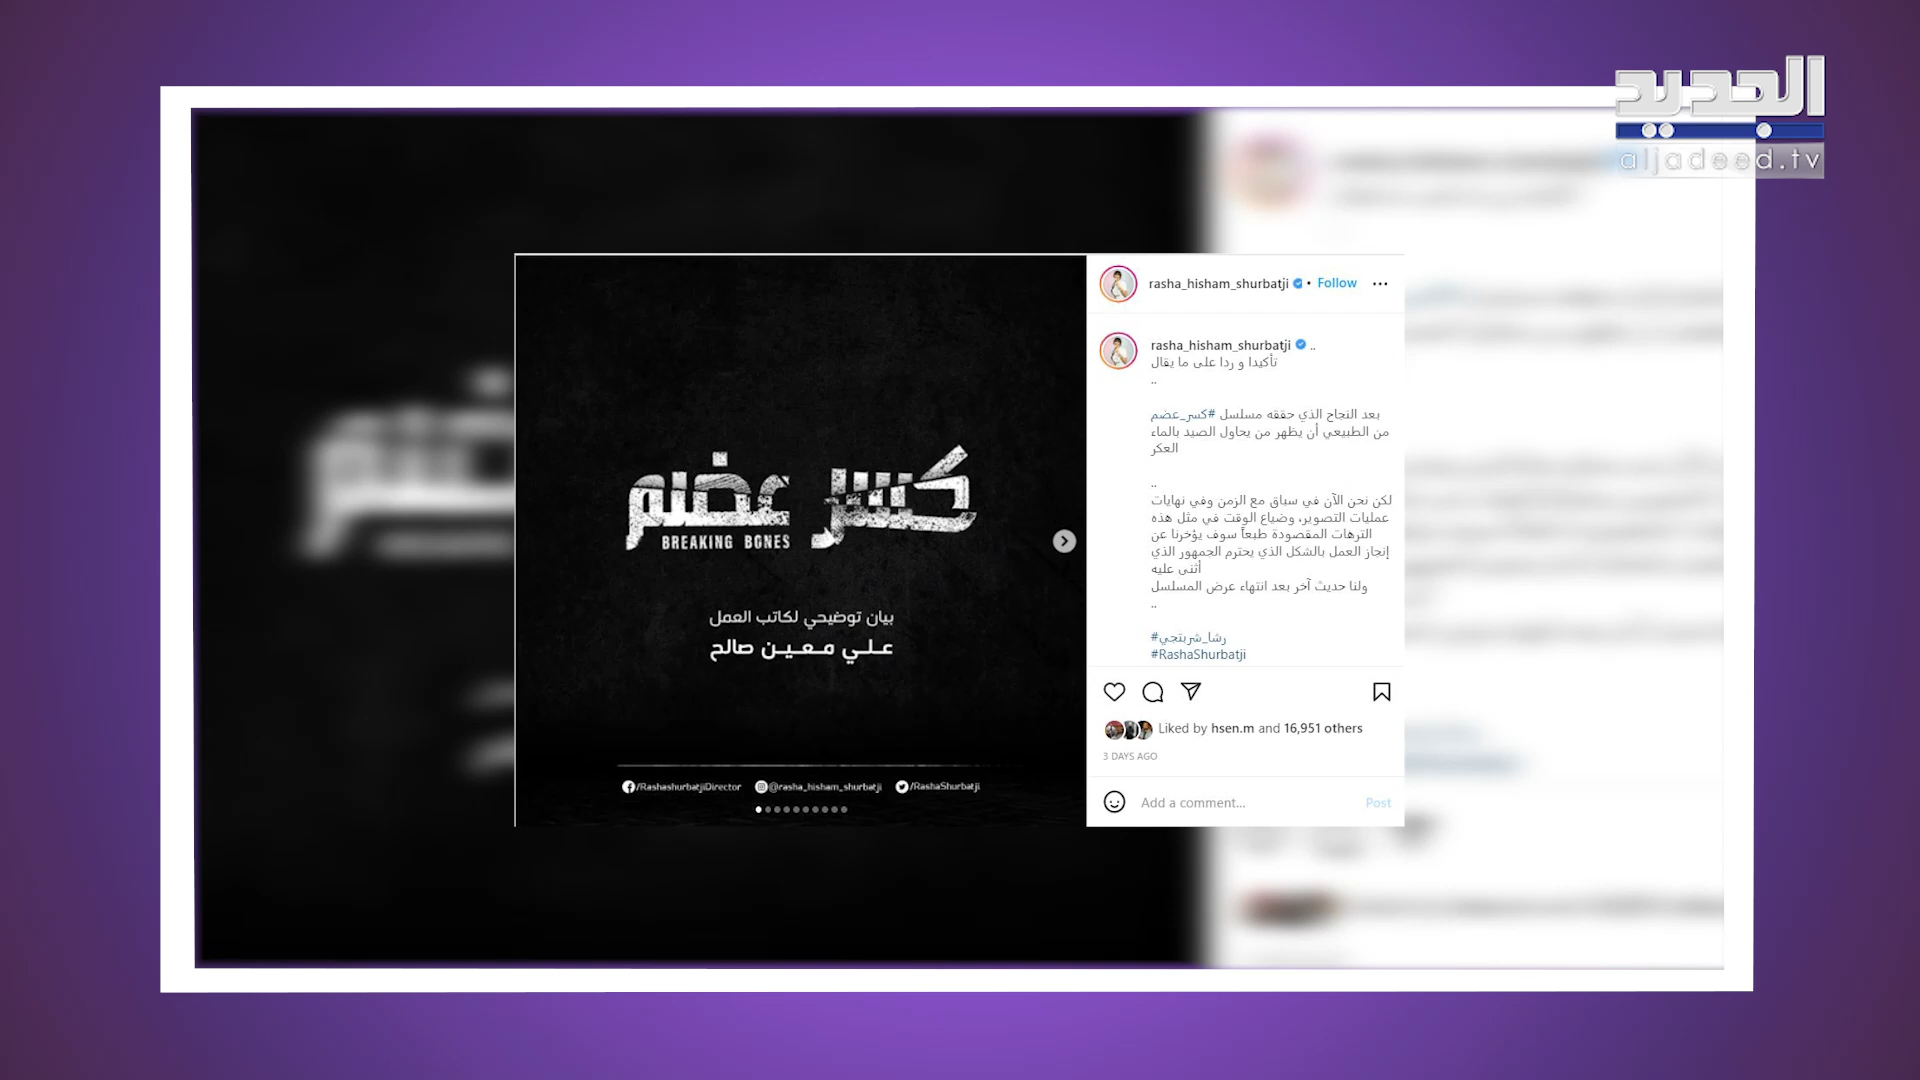 الجديد
aljadeed.tv
كسر عضم
BREAKING BONES
بيان توضيحي لكاتب العمل
علي معين صالح
/RashashurbatjiDirector @rasha_hisham_shurbatji /RashaShurbatji
rasha_hisham_shurbatji • Follow ...
rasha_hisham_shurbatji ..
تأكيدا و ردا على ما يقال
..
بعد النجاح الذي حققه مسلسل #كسر_عضم
من الطبيعي أن يظهر من يحاول الصيد بالماء
العكر
..
لكن نحن الآن في سباق مع الزمن وفي نهايات
عمليات التصوير، وضياع الوقت في مثل هذه
الترهات المقصودة طبعاً سوف يؤخرنا عن
إنجاز العمل بالشكل الذي يحترم الجمهور الذي
أثنى عليه
ولنا حديث آخر بعد انتهاء عرض المسلسل
..
#رشا_شربتجي
#RashaShurbatji
Liked by hsen.m and 16,951 others
3 DAYS AGO
Add a comment... Post